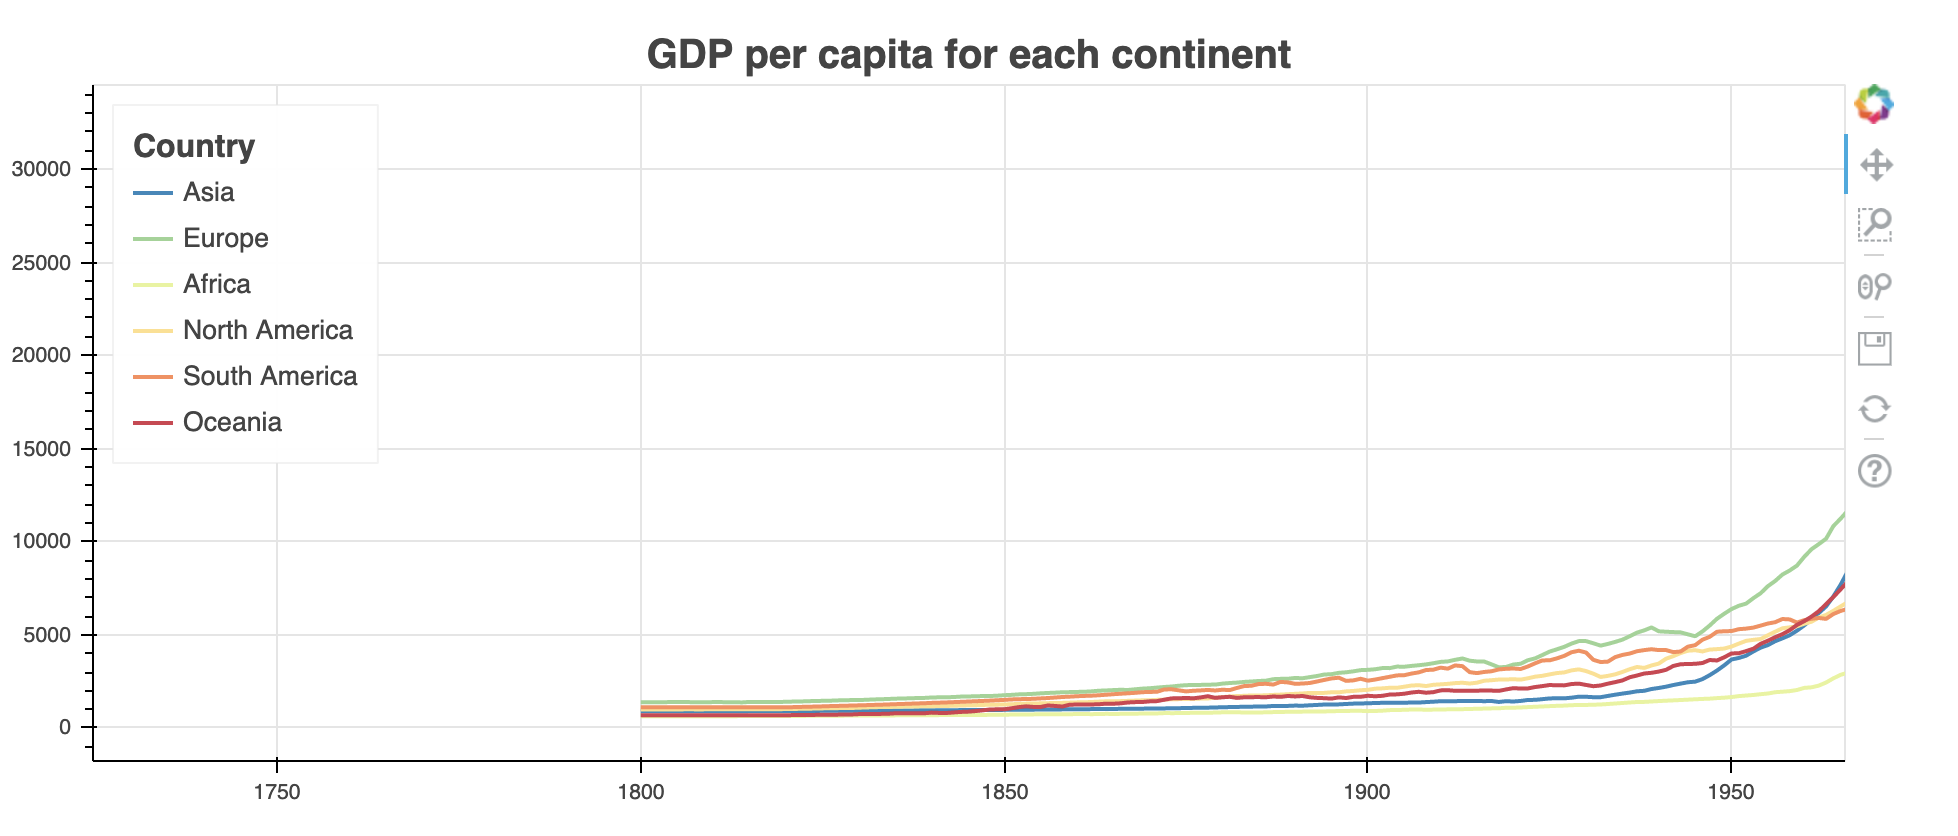 GDP per capita for each continent
Country
Asia
Europe
Africa
North America
South America
Oceania
30000
25000
20000
15000
10000
5000
0
1750
1800
1850
1900
1950